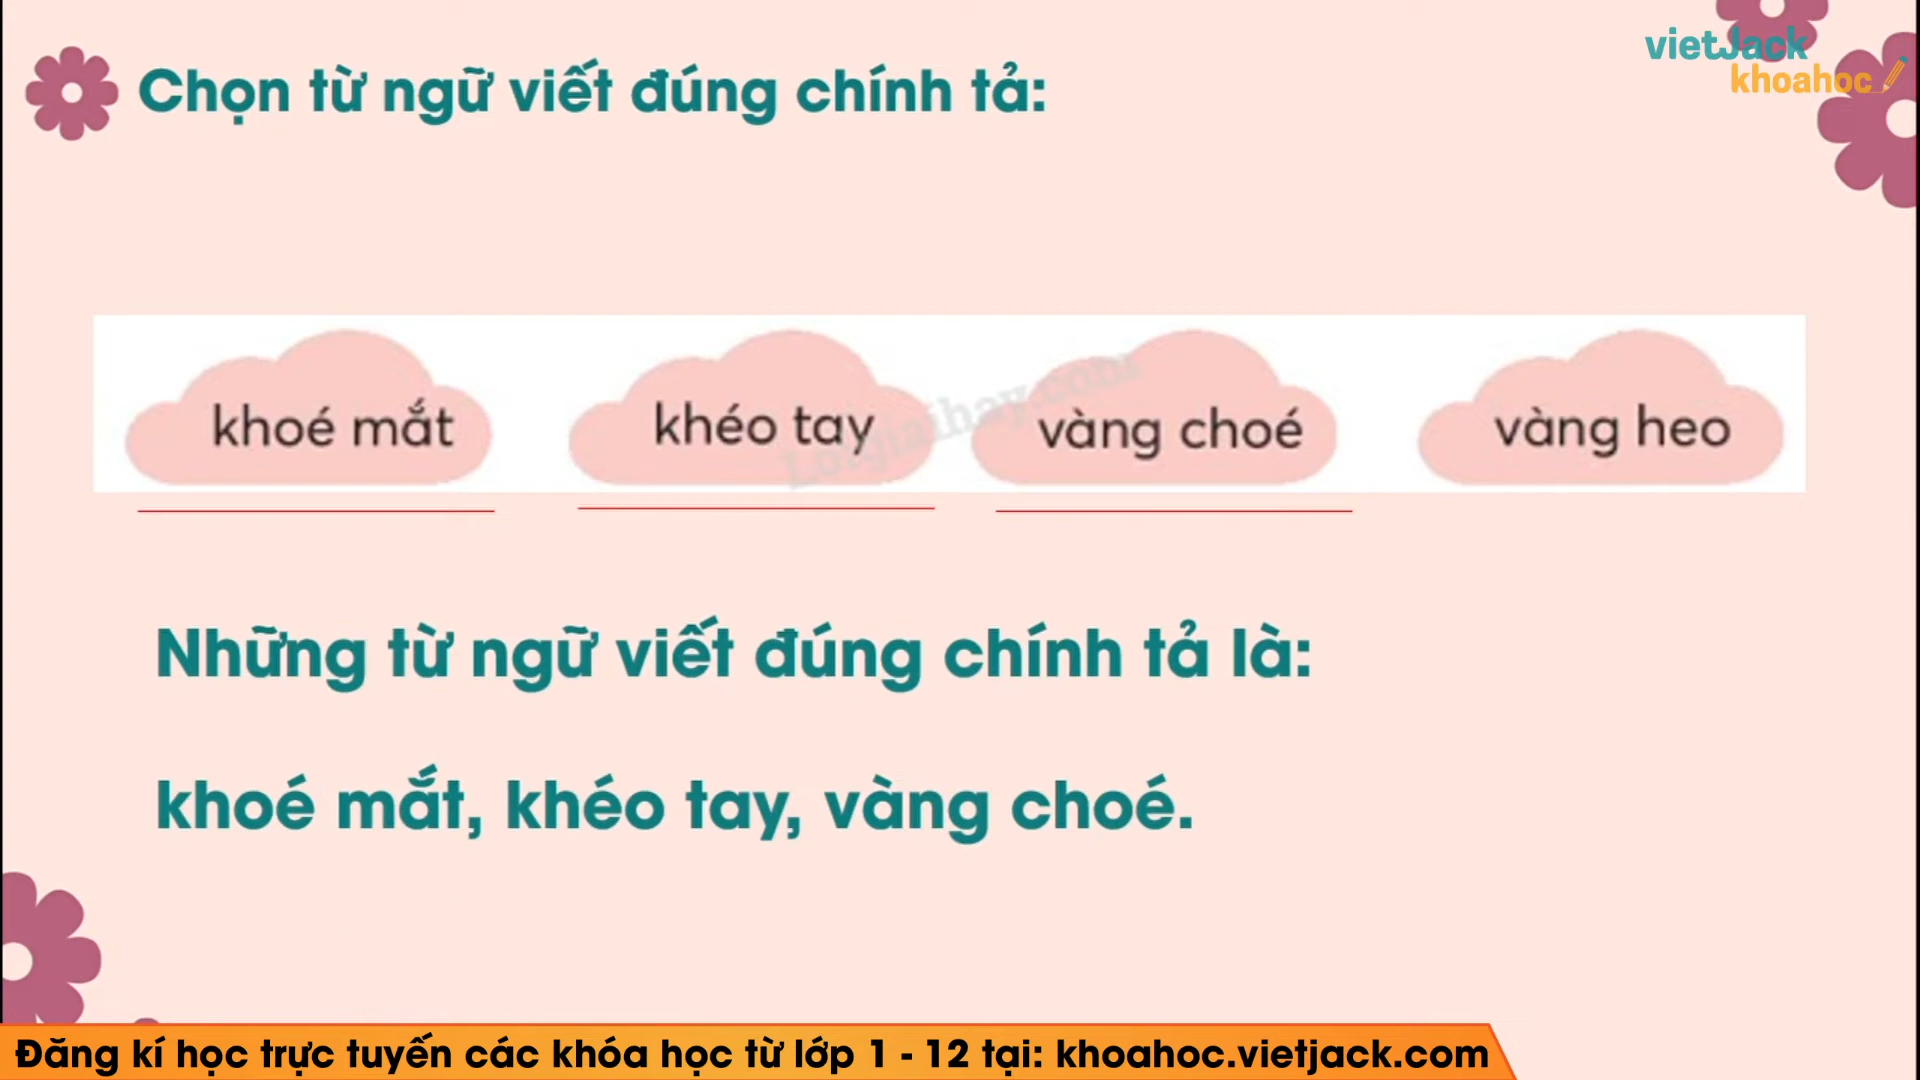 vietJack
khoahoc
Chọn từ ngữ viết đúng chính tả:
khoé mắt khéo tay vàng choé vàng heo
Loigiaihay.com
Những từ ngữ viết đúng chính tả là:
khoé mắt, khéo tay, vàng choé.
Đăng kí học trực tuyến các khóa học từ lớp 1 - 12 tại: khoahoc.vietjack.com